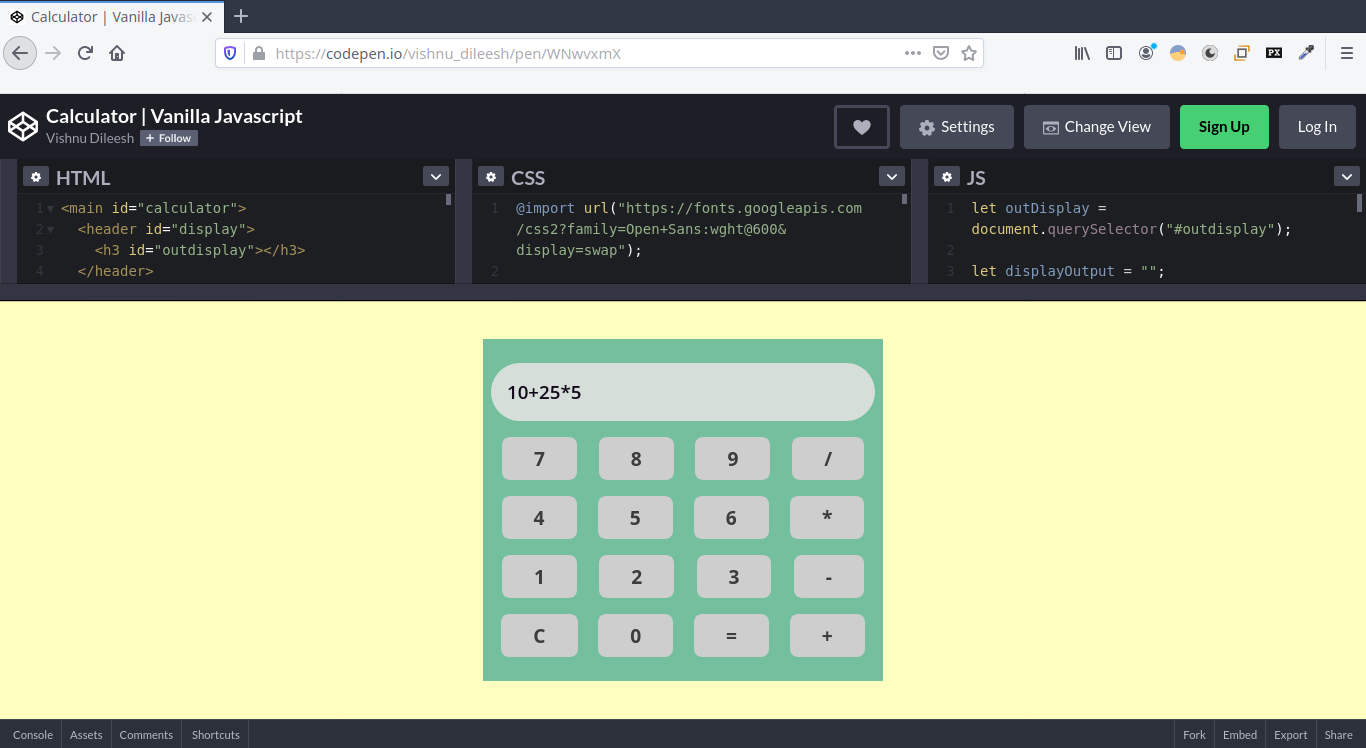 Calculator | Vanilla Javas
https://codepen.io/vishnu_dileesh/pen/WNwvxmX
PX
Calculator | Vanilla Javascript
Vishnu Dileesh + Follow
Settings
Change View
Sign Up
Log In
HTML
1 <main id="calculator">
2 <header id="display">
3 <h3 id="outdisplay"></h3>
4 </header>
CSS
1 @import url("https://fonts.googleapis.com
/css2?family=Open+Sans:wght@600&
display=swap");
2
JS
1 let outDisplay =
document.querySelector("#outdisplay");
2
3 let displayOutput = "";
10+25*5
7 8 9 /
4 5 6 *
1 2 3 -
C 0 = +
Console Assets Comments Shortcuts
Fork Embed Export Share